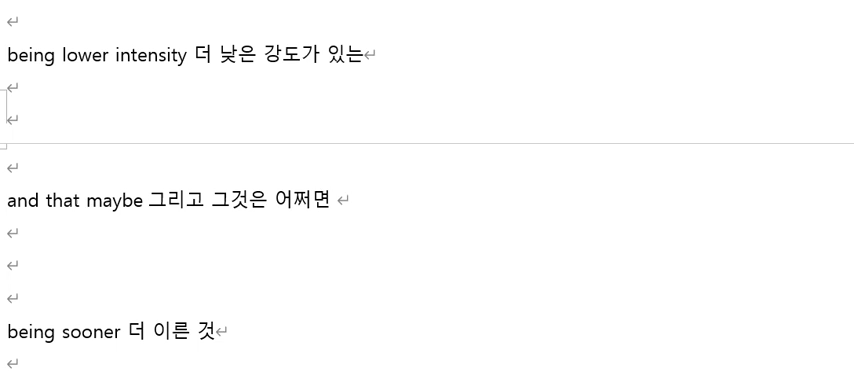 being lower intensity 더 낮은 강도가 있는
and that maybe 그리고 그것은 어쩌면
being sooner 더 이른 것